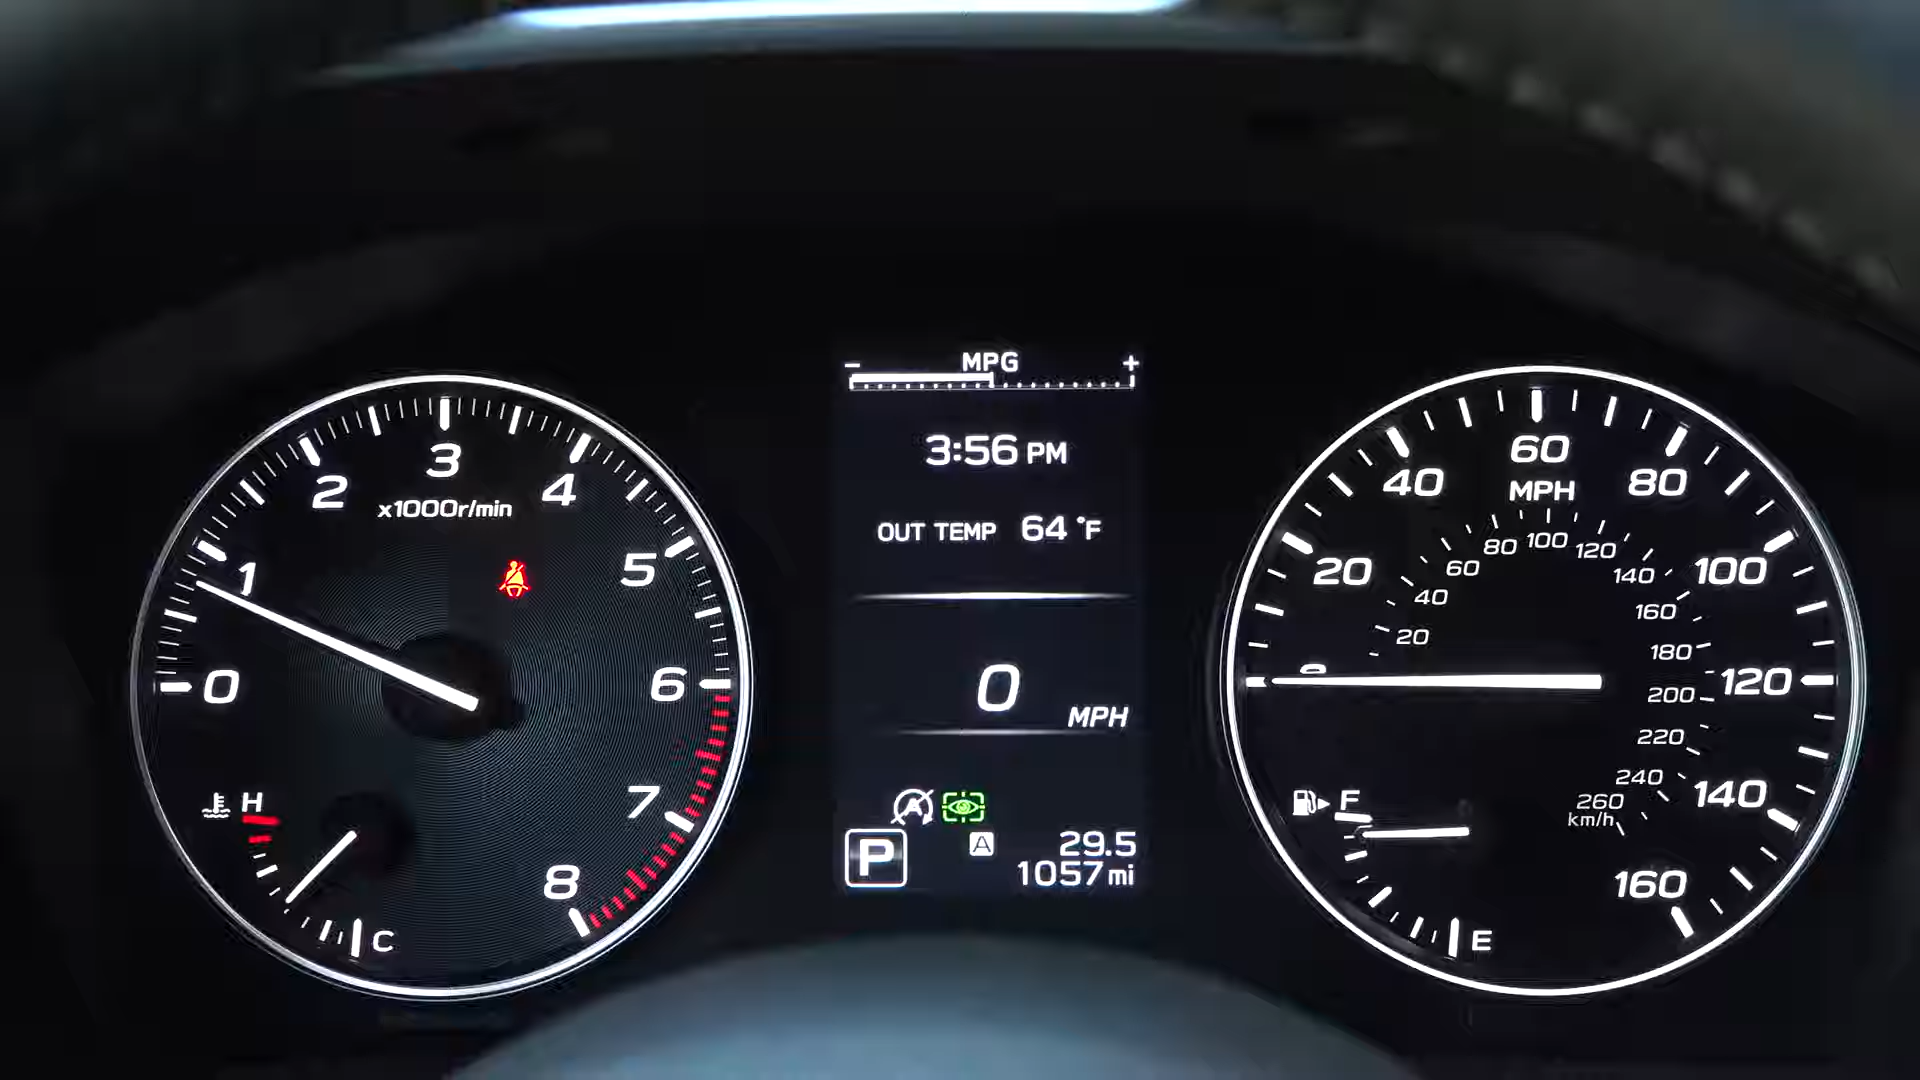 0
1
2
3
4
5
6
7
8
x1000r/min
H
C
- MPG +
3:56 PM
OUT TEMP 64 °F
0
MPH
A
P
A
29.5
1057 mi
20
40
60
80
100
120
140
160
MPH
20
40
60
80
100
120
140
160
180
200
220
240
260
km/h
F
E